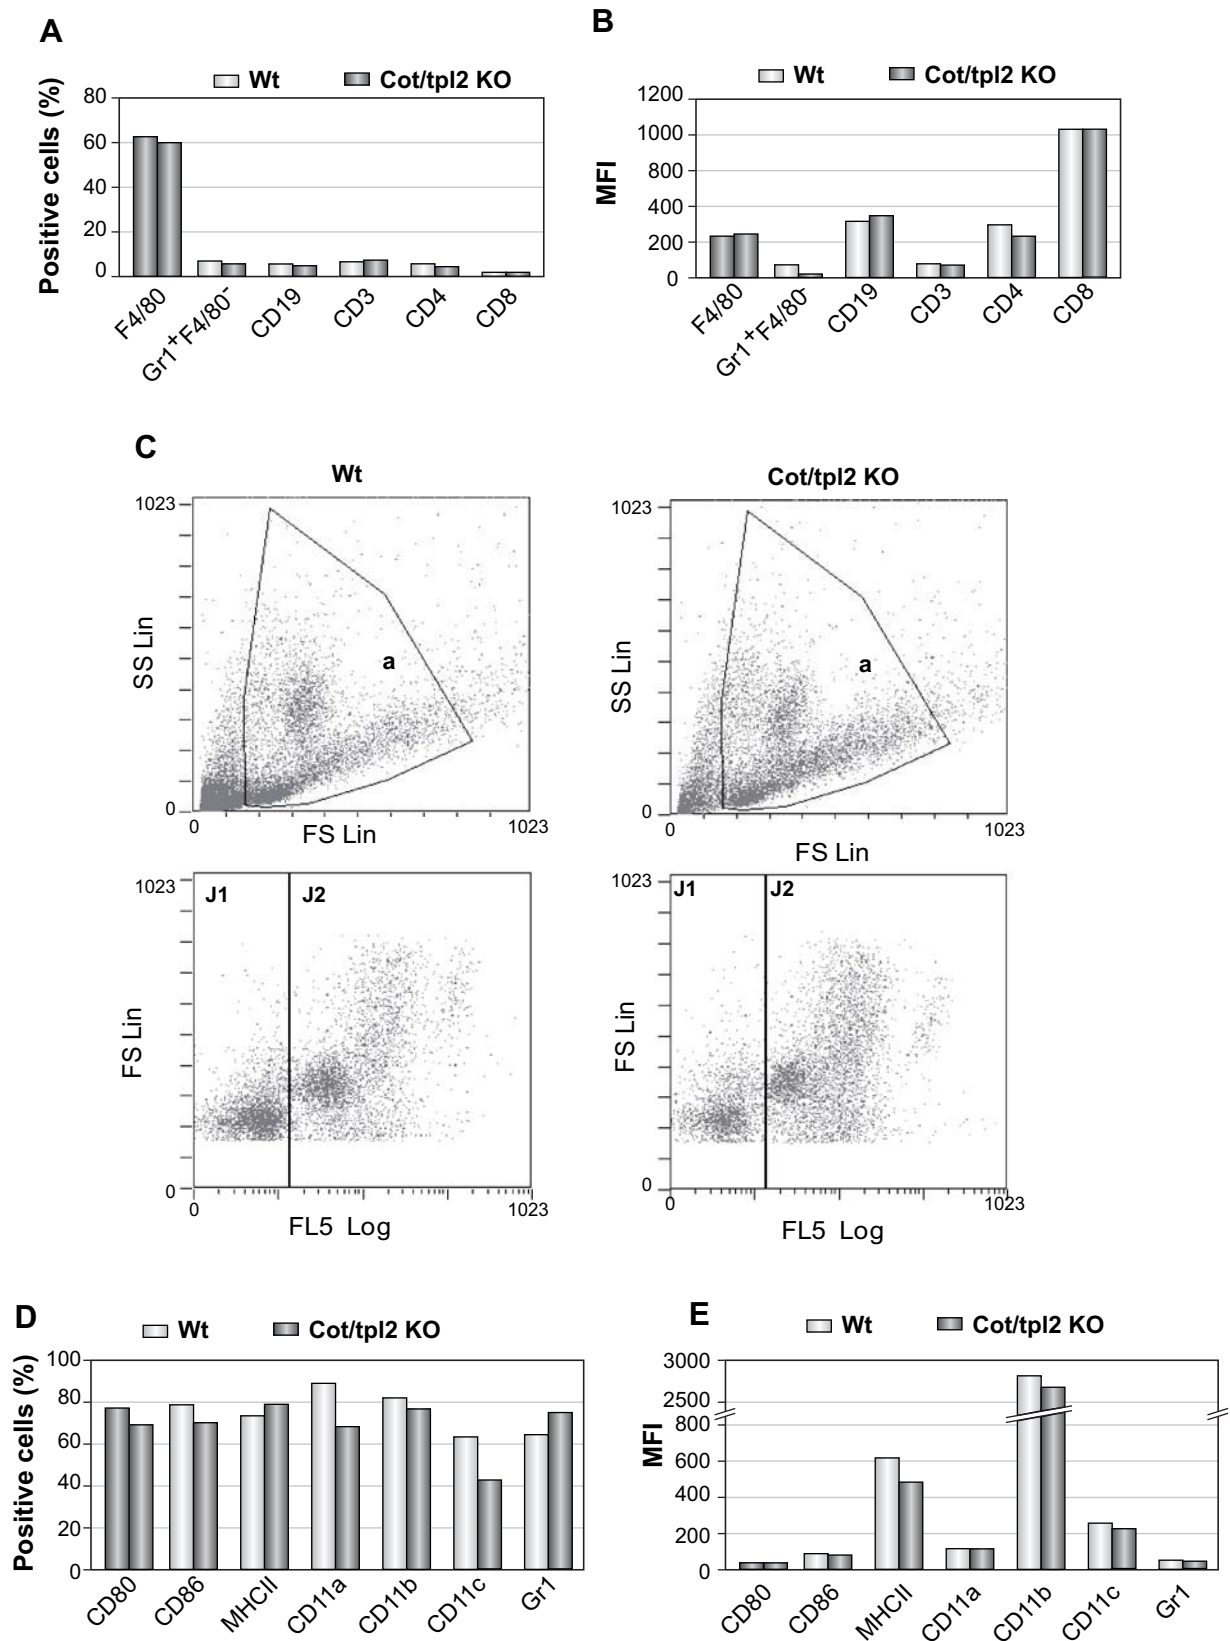 A
B
Wt Cot/tpl2 KO
Wt Cot/tpl2 KO
Positive cells (%)
80
60
40
20
0
F4/80
Gr1+F4/80-
CD19
CD3
CD4
CD8
MFI
1200
1000
800
400
400
200
0
F4/80
Gr1+F4/80-
CD19
CD3
CD4
CD8
C
Wt
Cot/tpl2 KO
1023
SS Lin
a
0
0
FS Lin
1023
1023
SS Lin
a
0
0
FS Lin
1023
1023
J1 J2
FS Lin
0
0
FL5 Log
1023
1023
J1 J2
FS Lin
0
0
FL5 Log
1023
D
E
Wt Cot/tpl2 KO
Wt Cot/tpl2 KO
Positive cells (%)
100
80
60
40
20
0
CD80
CD86
MHCII
CD11a
CD11b
CD11c
Gr1
MFI
3000
2500
800
600
400
200
0
CD80
CD86
MHCII
CD11a
CD11b
CD11c
Gr1